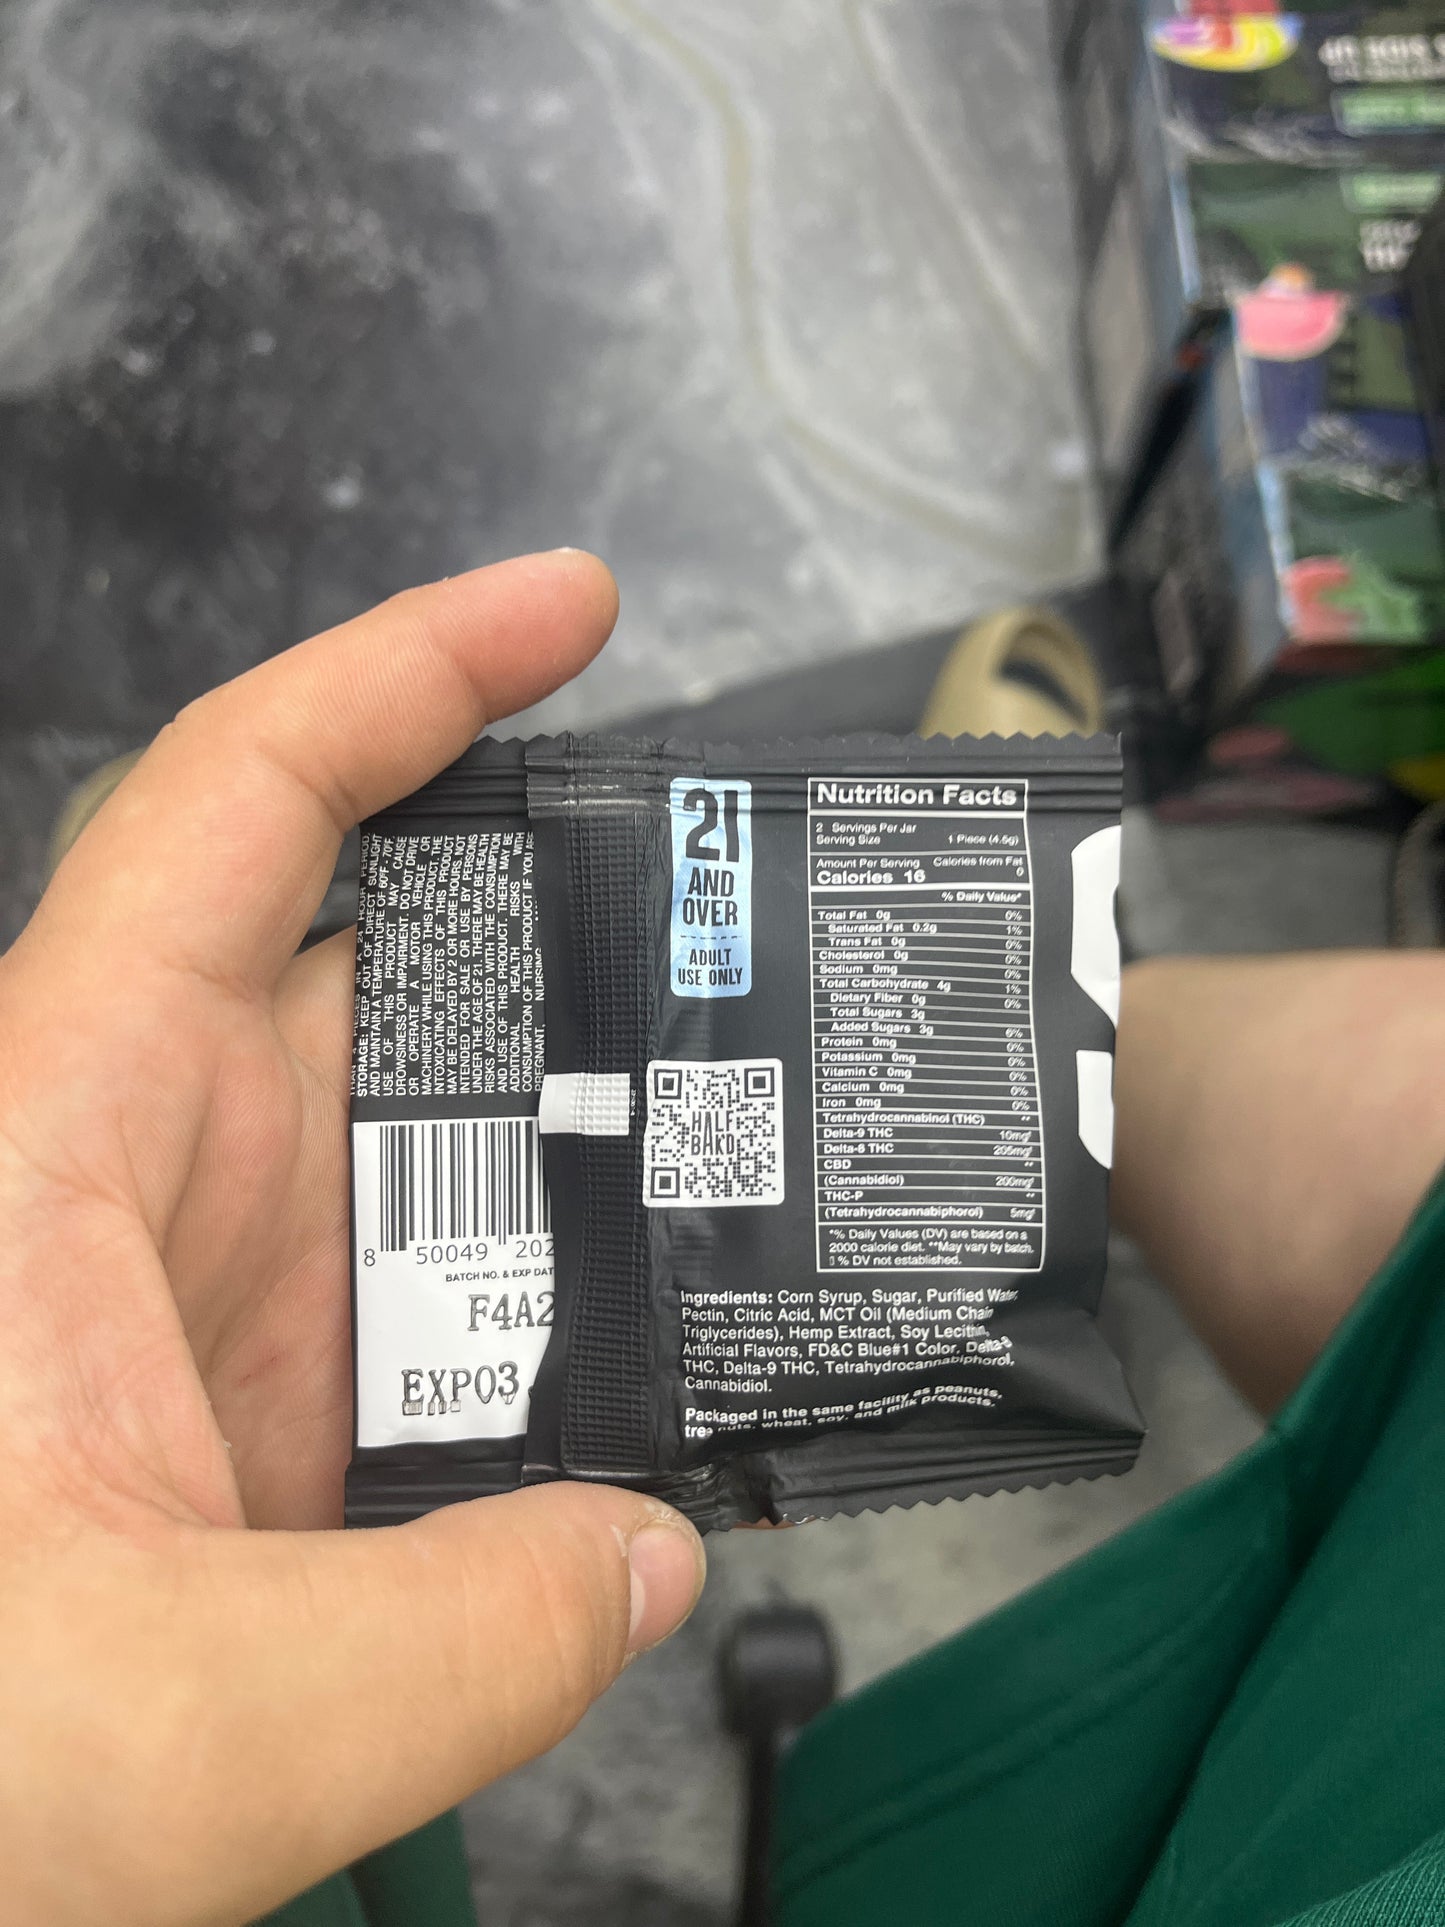 THAN 4 PIECES IN A 24 HOUR PERIOD.
STORAGE: KEEP OUT OF DIRECT SUNLIGHT
AND MAINTAIN A TEMPERATURE OF 60°F - 70°F.
USE OF THIS PRODUCT MAY CAUSE
DROWSINESS OR IMPAIRMENT. DO NOT DRIVE
OR OPERATE A MOTOR VEHICLE OR
MACHINERY WHILE USING THIS PRODUCT. THE
INTOXICATING EFFECTS OF THIS PRODUCT
MAY BE DELAYED BY 2 OR MORE HOURS. NOT
INTENDED FOR SALE OR USE BY PERSONS
UNDER THE AGE OF 21. THERE MAY BE HEALTH
RISKS ASSOCIATED WITH THE CONSUMPTION
AND USE OF THIS PRODUCT. THERE MAY BE
ADDITIONAL HEALTH RISKS WITH
CONSUMPTION OF THIS PRODUCT IF YOU ARE
PREGNANT, NURSING,
8 50049 202
BATCH NO. & EXP DAT
F4A2
EXP03
21
AND
OVER
ADULT
USE ONLY
HALF
BAKD
Nutrition Facts
2 Servings Per Jar
Serving Size 1 Piece (4.5g)
Amount Per Serving Calories from Fat
Calories 16 0
% Daily Value*
Total Fat 0g 0%
Saturated Fat 0.2g 1%
Trans Fat 0g 0%
Cholesterol 0g 0%
Sodium 0mg 0%
Total Carbohydrate 4g 1%
Dietary Fiber 0g 0%
Total Sugars 3g
Added Sugars 3g 6%
Protein 0mg 0%
Potassium 0mg 0%
Vitamin C 0mg 0%
Calcium 0mg 0%
Iron 0mg 0%
Tetrahydrocannabinol (THC) **
Delta-9 THC 10mg
Delta-8 THC 205mg
CBD **
(Cannabidiol) 200mg
THC-P **
(Tetrahydrocannabiphorol) 5mg
*% Daily Values (DV) are based on a
2000 calorie diet. **May vary by batch.
% DV not established.
Ingredients: Corn Syrup, Sugar, Purified Water,
Pectin, Citric Acid, MCT Oil (Medium Chain
Triglycerides), Hemp Extract, Soy Lecithin,
Artificial Flavors, FD&C Blue#1 Color, Delta-8
THC, Delta-9 THC, Tetrahydrocannabiphorol,
Cannabidiol.
Packaged in the same facility as peanuts,
tree nuts, wheat, soy, and milk products.